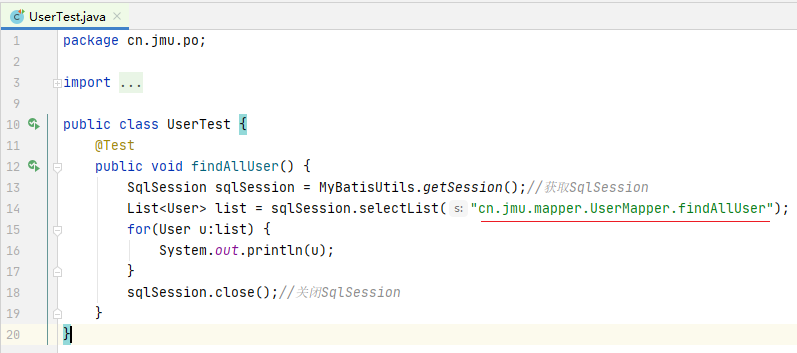 UserTest.java
1 package cn.jmu.po;
2
3 import ...
9
10 public class UserTest {
11 @Test
12 public void findAllUser() {
13 SqlSession sqlSession = MyBatisUtils.getSession();//获取SqlSession
14 List<User> list = sqlSession.selectList( s: "cn.jmu.mapper.UserMapper.findAllUser");
15 for(User u:list) {
16 System.out.println(u);
17 }
18 sqlSession.close();//关闭SqlSession
19 }
20 }